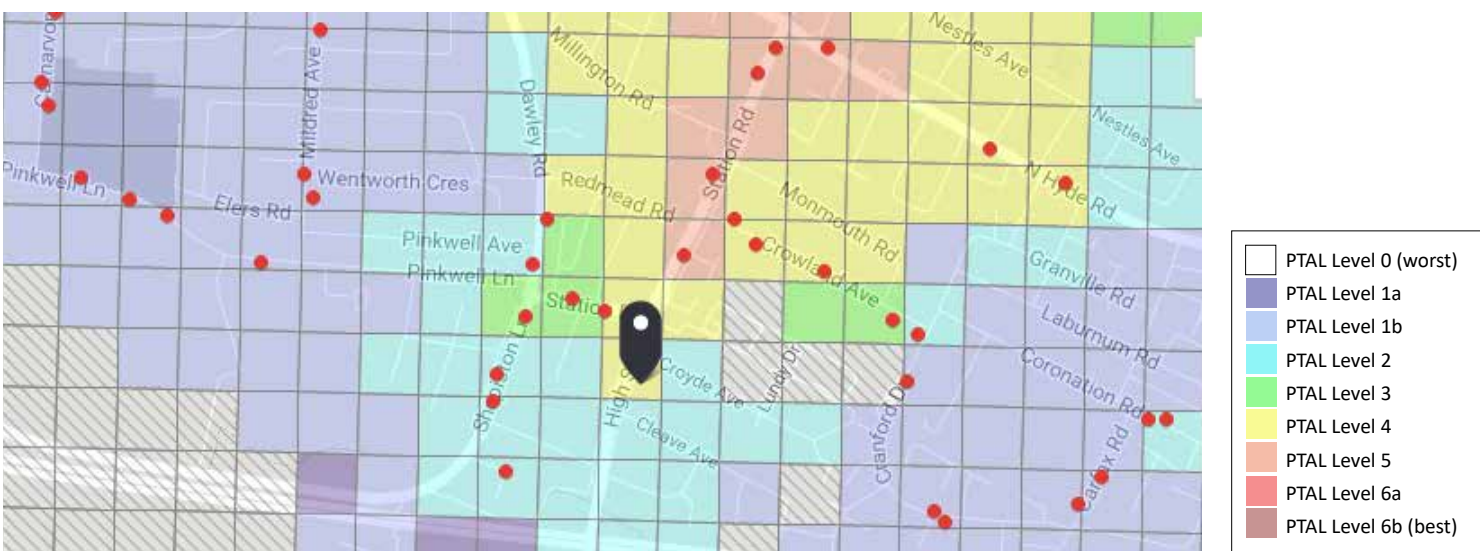 Carnarvon
Mildred Ave
Dawley Rd
Millington Rd
Nestles Ave
Nestles Ave
Station Rd
Pinkwell Ln
Wentworth Cres
Elers Rd
Redmead Rd
Monmouth Rd
N Hyde Rd
Pinkwell Ave
Pinkwell Ln
Crowland Ave
Granville Rd
Station
Laburnum Rd
Coronation Rd
Croyde Ave
Lundy Dr
High
Cleave Ave
Cranford D
Carfax Rd
PTAL Level 0 (worst)
PTAL Level 1a
PTAL Level 1b
PTAL Level 2
PTAL Level 3
PTAL Level 4
PTAL Level 5
PTAL Level 6a
PTAL Level 6b (best)